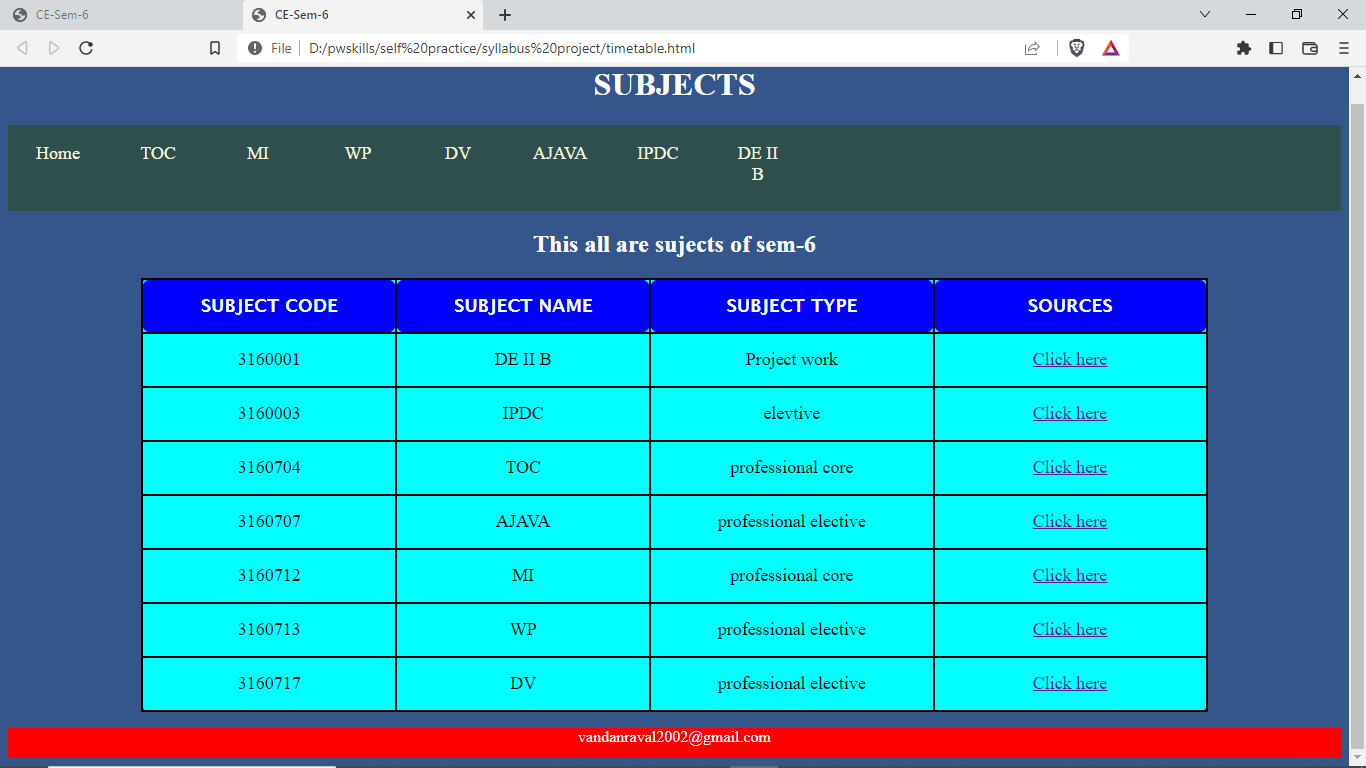 CE-Sem-6 CE-Sem-6
File D:/pwskills/self%20practice/syllabus%20project/timetable.html
SUBJECTS
Home TOC MI WP DV AJAVA IPDC DE II
B
This all are sujects of sem-6
SUBJECT CODE SUBJECT NAME SUBJECT TYPE SOURCES
3160001 DE II B Project work Click here
3160003 IPDC elevtive Click here
3160704 TOC professional core Click here
3160707 AJAVA professional elective Click here
3160712 MI professional core Click here
3160713 WP professional elective Click here
3160717 DV professional elective Click here
vandanraval2002@gmail.com